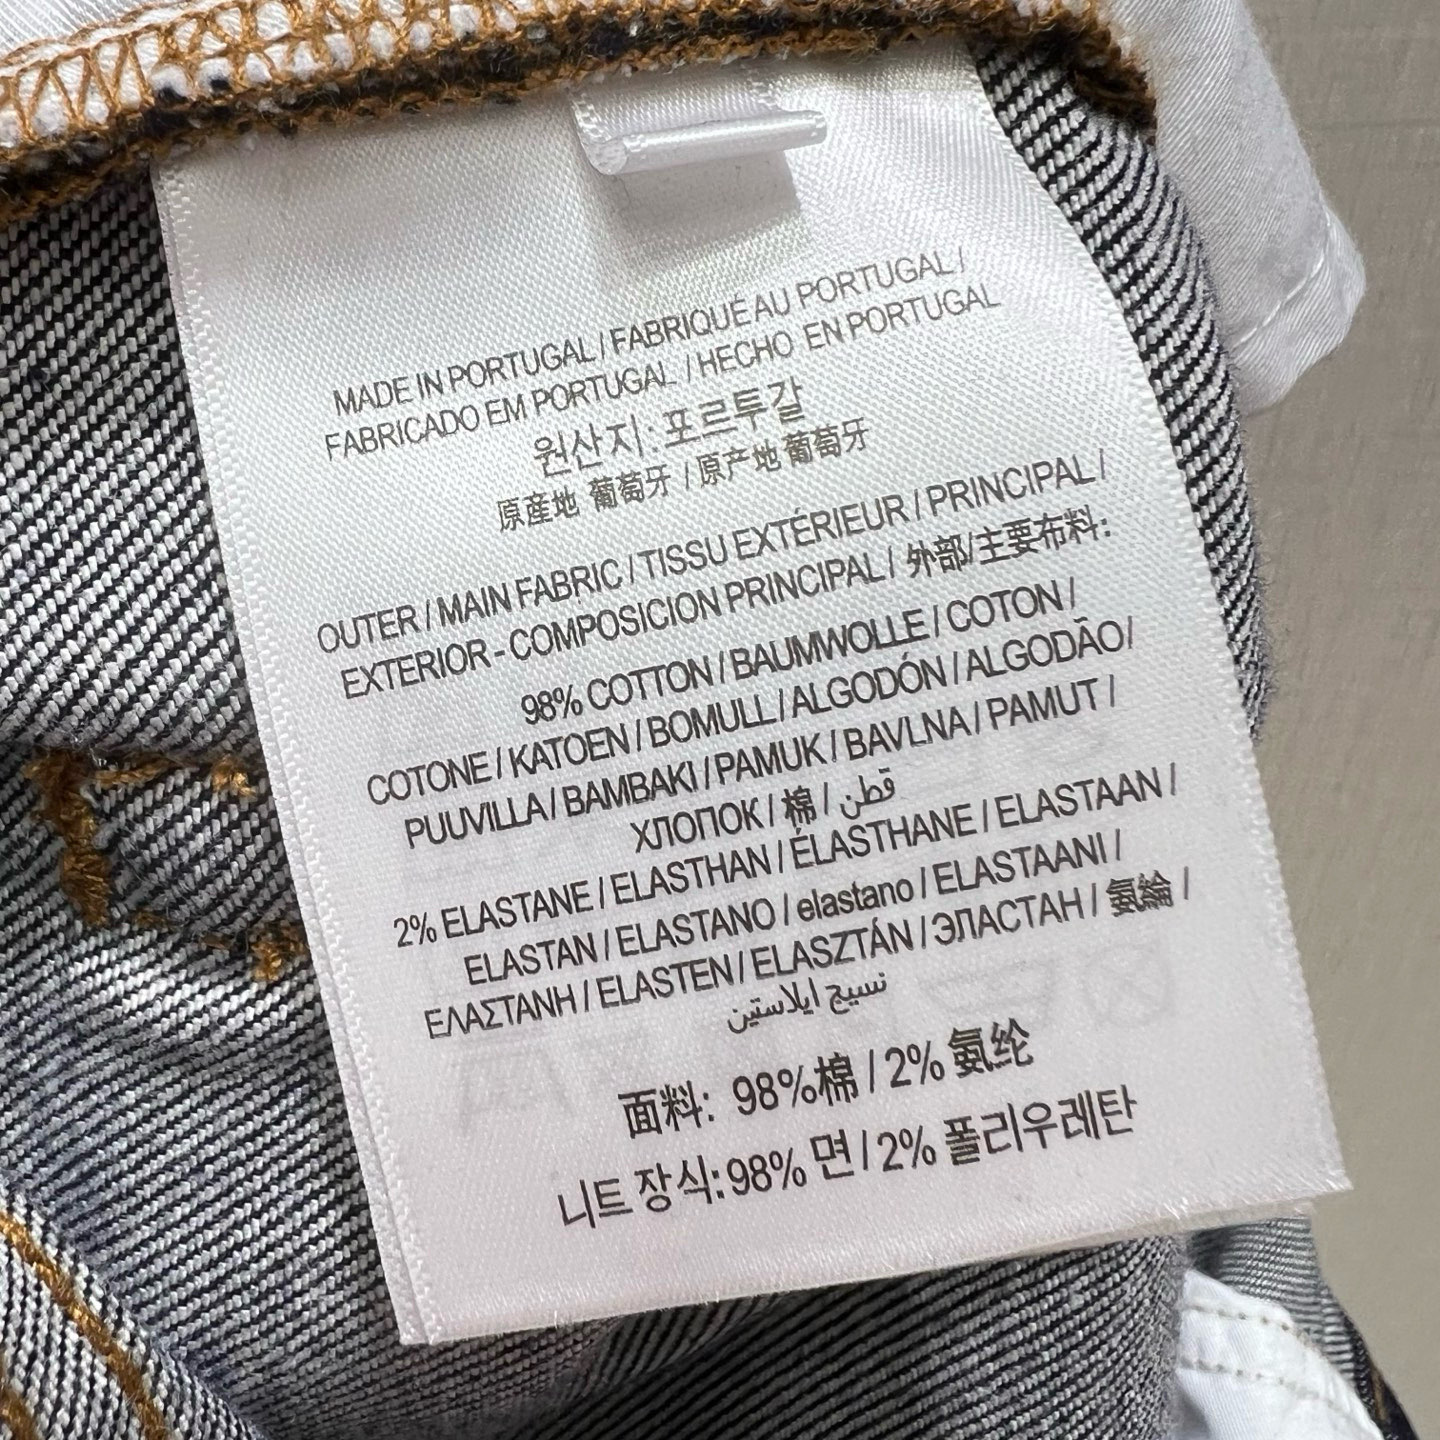 MADE IN PORTUGAL / FABRIQUÉ AU PORTUGAL /
FABRICADO EM PORTUGAL / HECHO EN PORTUGAL
원산지: 포르투갈
原産地 葡萄牙 / 原产地 葡萄牙
OUTER / MAIN FABRIC / TISSU EXTÉRIEUR / PRINCIPAL /
EXTERIOR - COMPOSICION PRINCIPAL / 外部/主要布料:
98% COTTON / BAUMWOLLE / COTON /
COTONE / KATOEN / BOMULL / ALGODÓN / ALGODÃO /
PUUVILLA / BAMBAKI / PAMUK / BAVLNA / PAMUT /
ХЛОПОК / 棉 / قطن
2% ELASTANE / ELASTHAN / ÉLASTHANE / ELASTAAN /
ELASTAN / ELASTANO / elastano / ELASTAANI /
ΕΛΑΣΤΑΝΗ / ELASTEN / ELASZTÁN / ЭЛАСТАН / 氨綸 /
نسيج ايلاستين
面料: 98%棉 / 2% 氨纶
니트 장식: 98% 면 / 2% 폴리우레탄